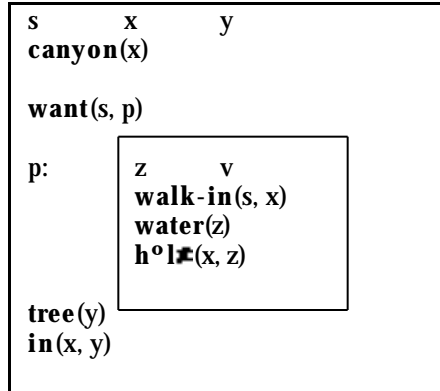 s x y
canyon(x)
want(s, p)
p: z v
walk-in(s, x)
water(z)
(x, z)
tree(y)
in(x, y)